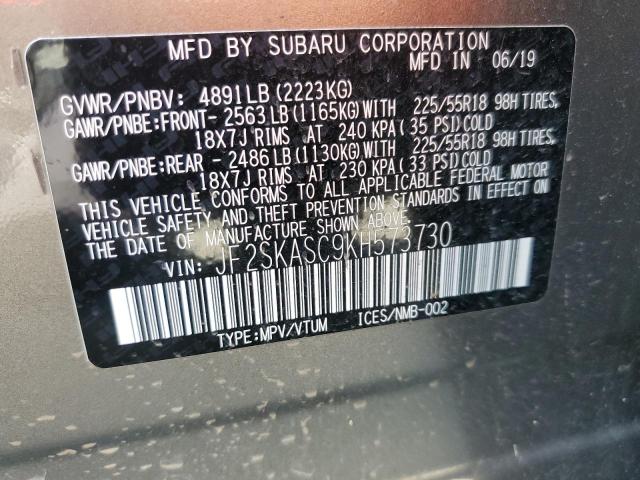 MFD BY SUBARU CORPORATION
MFD IN 06/19
GVWR/PNBV: 4891LB (2223KG)
GAWR/PNBE:FRONT- 2563LB(1165KG)WITH 225/55R18 98H TIRES,
18X7J RIMS AT 240 KPA(35 PSI)COLD
GAWR/PNBE:REAR - 2486LB(1130KG)WITH 225/55R18 98H TIRES,
18X7J RIMS AT 230 KPA(33 PSI)COLD
THIS VEHICLE CONFORMS TO ALL APPLICABLE FEDERAL MOTOR
VEHICLE SAFETY AND THEFT PREVENTION STANDARDS IN EFFECT ON
THE DATE OF MANUFACTURE SHOWN ABOVE.
VIN: JF2SKASC9KH573730
TYPE:MPV/VTUM ICES/NMB-002